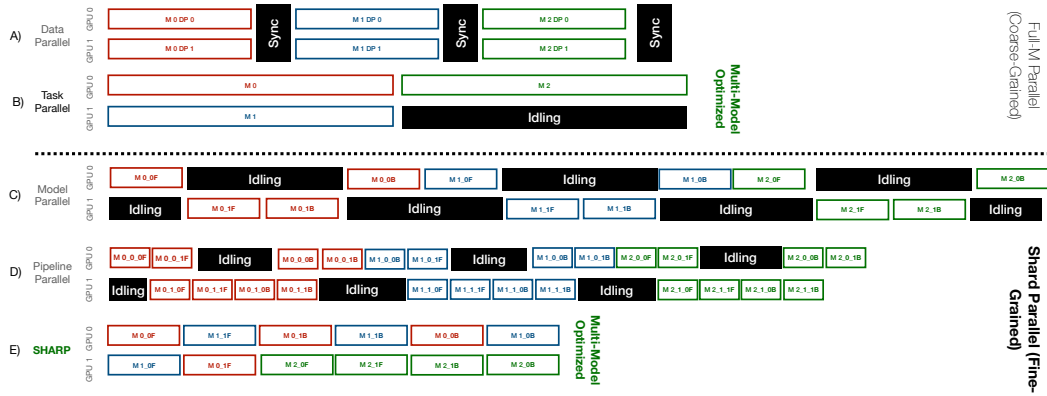 A)
Data
Parallel
GPU 0
M 0 DP 0
Sync
M 1 DP 0
Sync
M 2 DP 0
Sync
GPU 1
M 0 DP 1
M 1 DP 1
M 2 DP 1
B)
Task
Parallel
GPU 0
M 0
M 2
GPU 1
M 1
Idling
Multi-Model
Optimized
Full-M Parallel
(Coarse-Grained)
C)
Model
Parallel
GPU 0
M 0_0F
Idling
M 0_0B
M 1_0F
Idling
M 1_0B
M 2_0F
Idling
M 2_0B
GPU 1
Idling
M 0_1F
M 0_1B
Idling
M 1_1F
M 1_1B
Idling
M 2_1F
M 2_1B
Idling
D)
Pipeline
Parallel
GPU 0
M 0_0_0F
M 0_0_1F
Idling
M 0_0_0B
M 0_0_1B
M 1_0_0F
M 1_0_1F
Idling
M 1_0_0B
M 1_0_1B
M 2_0_0F
M 2_0_1F
Idling
M 2_0_0B
M 2_0_1B
GPU 1
Idling
M 0_1_0F
M 0_1_1F
M 0_1_0B
M 0_1_1B
Idling
M 1_1_0F
M 1_1_1F
M 1_1_0B
M 1_1_1B
Idling
M 2_1_0F
M 2_1_1F
M 2_1_0B
M 2_1_1B
E)
SHARP
GPU 0
M 0_0F
M 1_1F
M 0_1B
M 1_1B
M 0_0B
M 1_0B
GPU 1
M 1_0F
M 0_1F
M 2_0F
M 2_1F
M 2_1B
M 2_0B
Multi-Model
Optimized
Shard Parallel (Fine-
Grained)